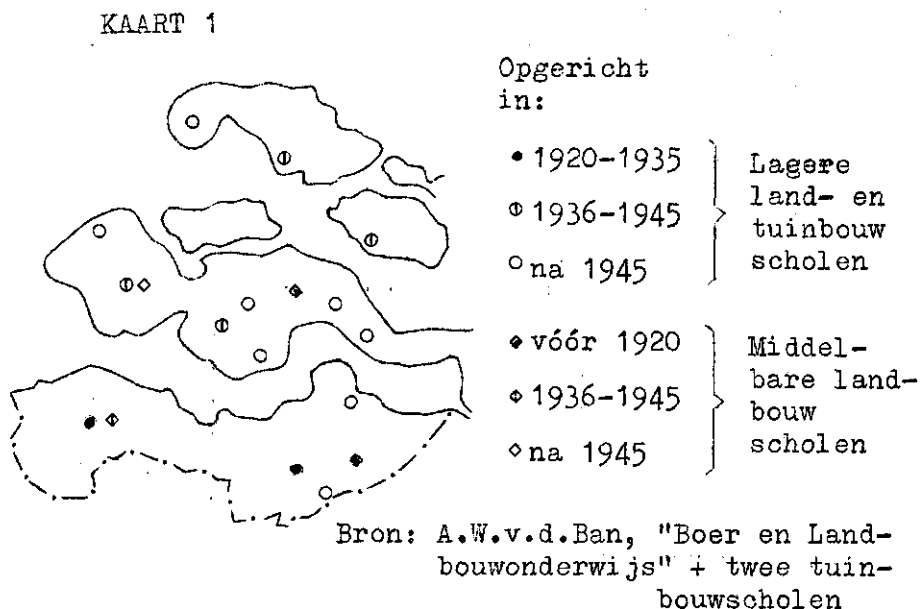 KAART 1
Opgericht
in:
1920-1935
1936-1945
na 1945
Lagere
land- en
tuinbouw
scholen
vóór 1920
1936-1945
na 1945
Middel-
bare land-
bouw
scholen
Bron: A.W.v.d.Ban, "Boer en Land-
bouwonderwijs" + twee tuin-
bouwscholen